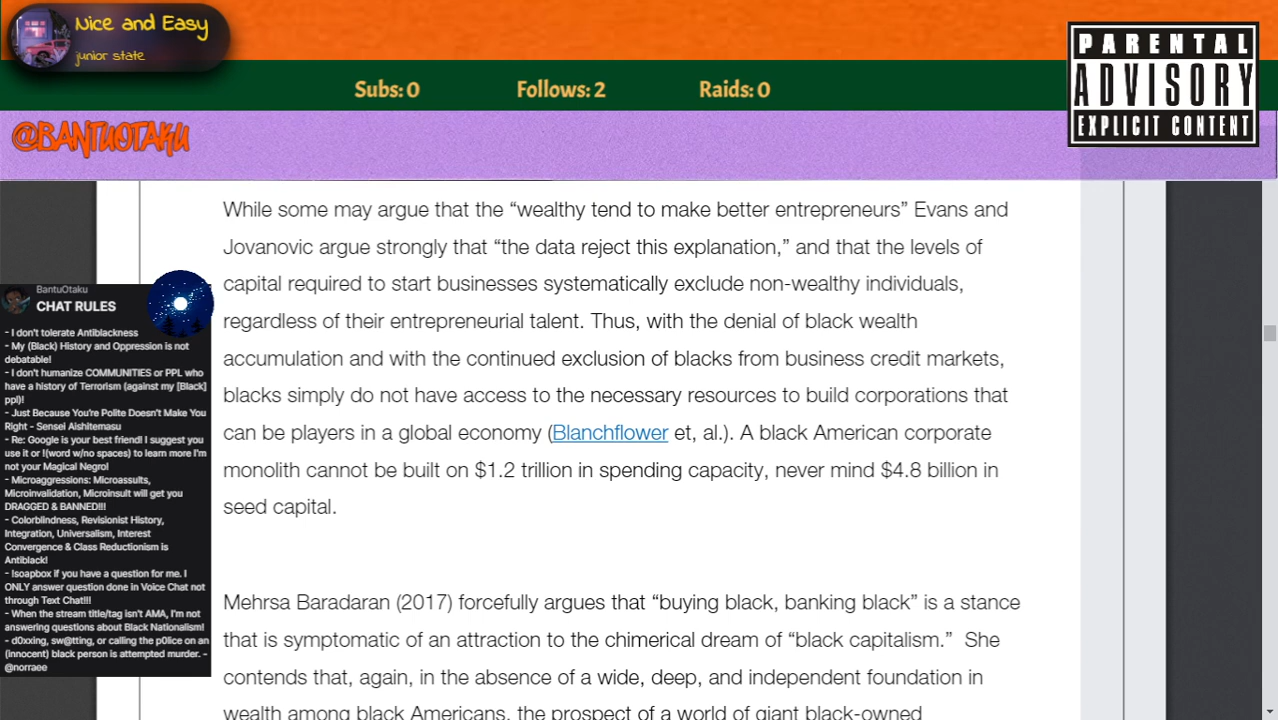 Nice and Easy
junior state
Subs: 0
Follows: 2
Raids: 0
PARENTAL
ADVISORY
EXPLICIT CONTENT
@BANTUOTAKU
While some may argue that the “wealthy tend to make better entrepreneurs” Evans and
Jovanovic argue strongly that “the data reject this explanation,” and that the levels of
capital required to start businesses systematically exclude non-wealthy individuals,
regardless of their entrepreneurial talent. Thus, with the denial of black wealth
accumulation and with the continued exclusion of blacks from business credit markets,
blacks simply do not have access to the necessary resources to build corporations that
can be players in a global economy (Blanchflower et, al.). A black American corporate
monolith cannot be built on $1.2 trillion in spending capacity, never mind $4.8 billion in
seed capital.
Mehrsa Baradaran (2017) forcefully argues that “buying black, banking black” is a stance
that is symptomatic of an attraction to the chimerical dream of “black capitalism.” She
contends that, again, in the absence of a wide, deep, and independent foundation in
wealth among black Americans, the prospect of a world of giant black-owned
BantuOtaku
CHAT RULES
- I don't tolerate Antiblackness
- My (Black) History and Oppression is not
debatable!
- I don't humanize COMMUNITIES or PPL who
have a history of Terrorism (against my [Black]
ppl)!
- Just Because You're Polite Doesn't Make You
Right - Sensei Aishitemasu
- Re: Google is your best friend! I suggest you
use it or !(word w/no spaces) to learn more I'm
not your Magical Negro!
- Microaggressions: Microassults,
Microinvalidation, Microinsult will get you
DRAGGED & BANNED!!!
- Colorblindness, Revisionist History,
Integration, Universalism, Interest
Convergence & Class Reductionism is
Antiblack!
- !soapbox if you have a question for me. I
ONLY answer question done in Voice Chat not
through Text Chat!!!
- When the stream title/tag isn't AMA, I'm not
answering questions about Black Nationalism!
- d0xxing, sw@tting, or calling the p0lice on an
(innocent) black person is attempted murder. -
@norraee